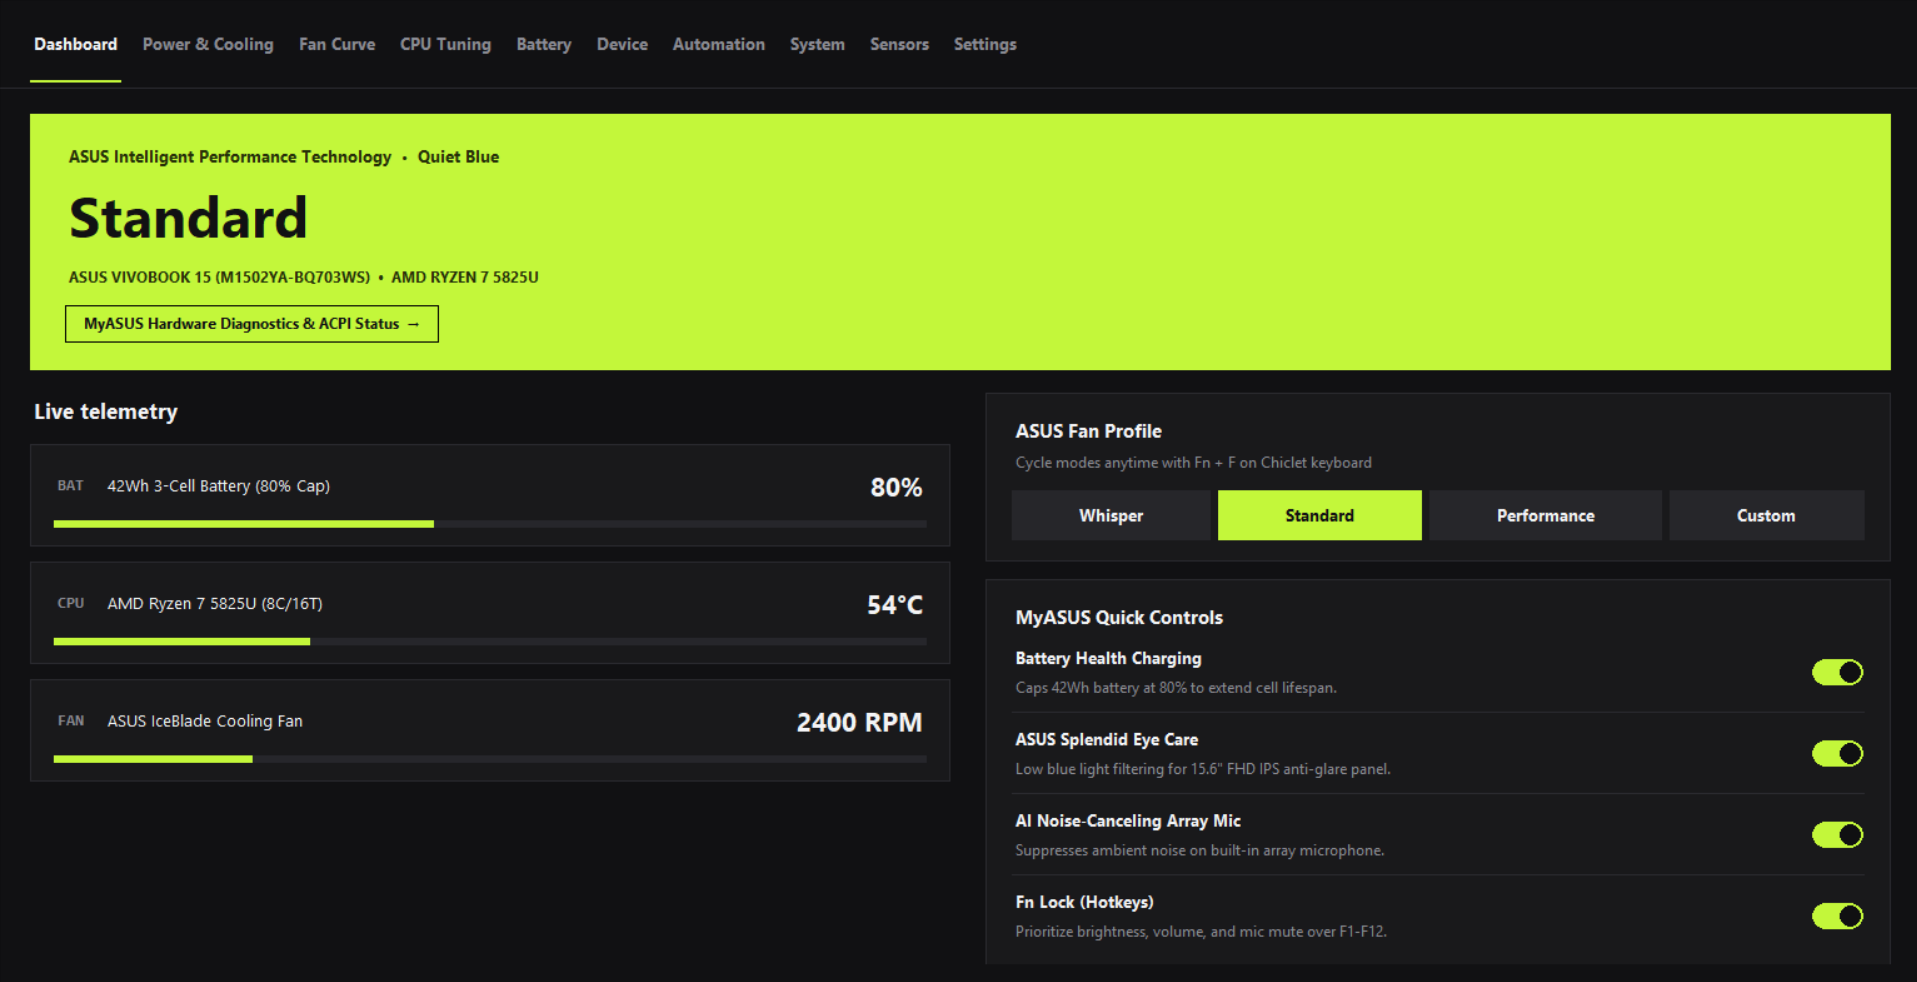 Dashboard Power & Cooling Fan Curve CPU Tuning Battery Device Automation System Sensors Settings
ASUS Intelligent Performance Technology • Quiet Blue
Standard
ASUS VIVOBOOK 15 (M1502YA-BQ703WS) • AMD RYZEN 7 5825U
MyASUS Hardware Diagnostics & ACPI Status →
Live telemetry
BAT 42Wh 3-Cell Battery (80% Cap) 80%
CPU AMD Ryzen 7 5825U (8C/16T) 54°C
FAN ASUS IceBlade Cooling Fan 2400 RPM
ASUS Fan Profile
Cycle modes anytime with Fn + F on Chiclet keyboard
Whisper Standard Performance Custom
MyASUS Quick Controls
Battery Health Charging
Caps 42Wh battery at 80% to extend cell lifespan.
ASUS Splendid Eye Care
Low blue light filtering for 15.6" FHD IPS anti-glare panel.
AI Noise-Canceling Array Mic
Suppresses ambient noise on built-in array microphone.
Fn Lock (Hotkeys)
Prioritize brightness, volume, and mic mute over F1-F12.